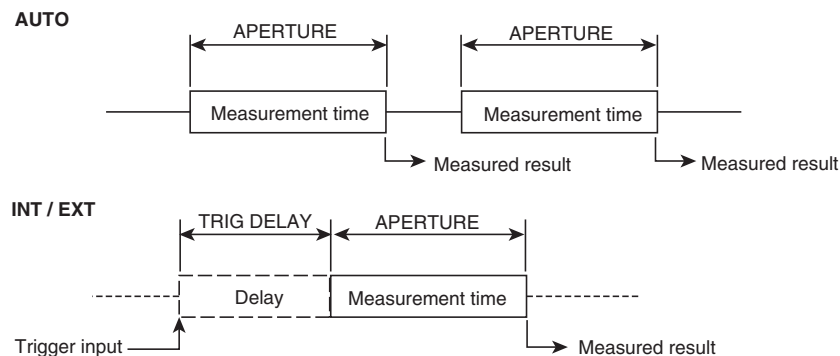 AUTO
APERTURE
APERTURE
Measurement time
Measurement time
Measured result
Measured result
INT / EXT
TRIG DELAY
APERTURE
Delay
Measurement time
Trigger input
Measured result